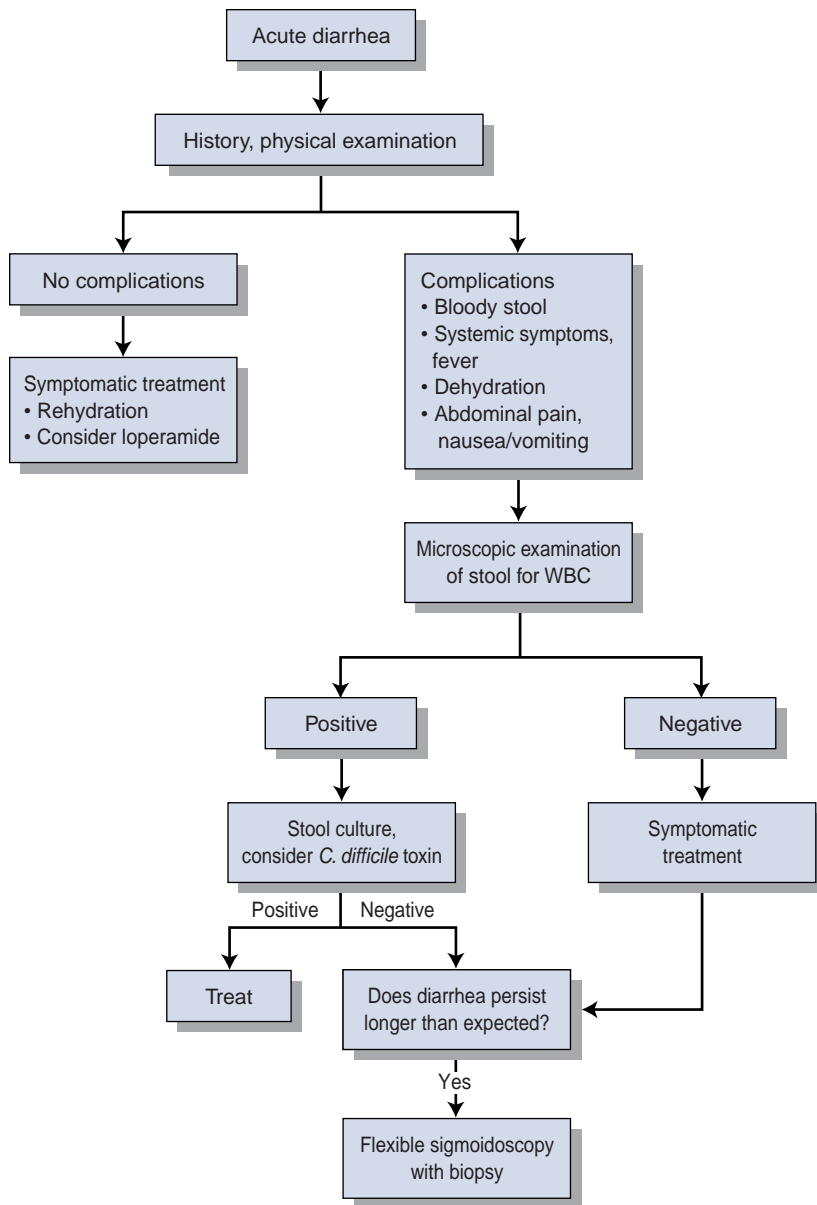 Acute diarrhea
History, physical examination
No complications
Symptomatic treatment
• Rehydration
• Consider loperamide
Complications
• Bloody stool
• Systemic symptoms,
fever
• Dehydration
• Abdominal pain,
nausea/vomiting
Microscopic examination
of stool for WBC
Positive
Negative
Stool culture,
consider C. difficile toxin
Symptomatic
treatment
Positive
Negative
Treat
Does diarrhea persist
longer than expected?
Yes
Flexible sigmoidoscopy
with biopsy